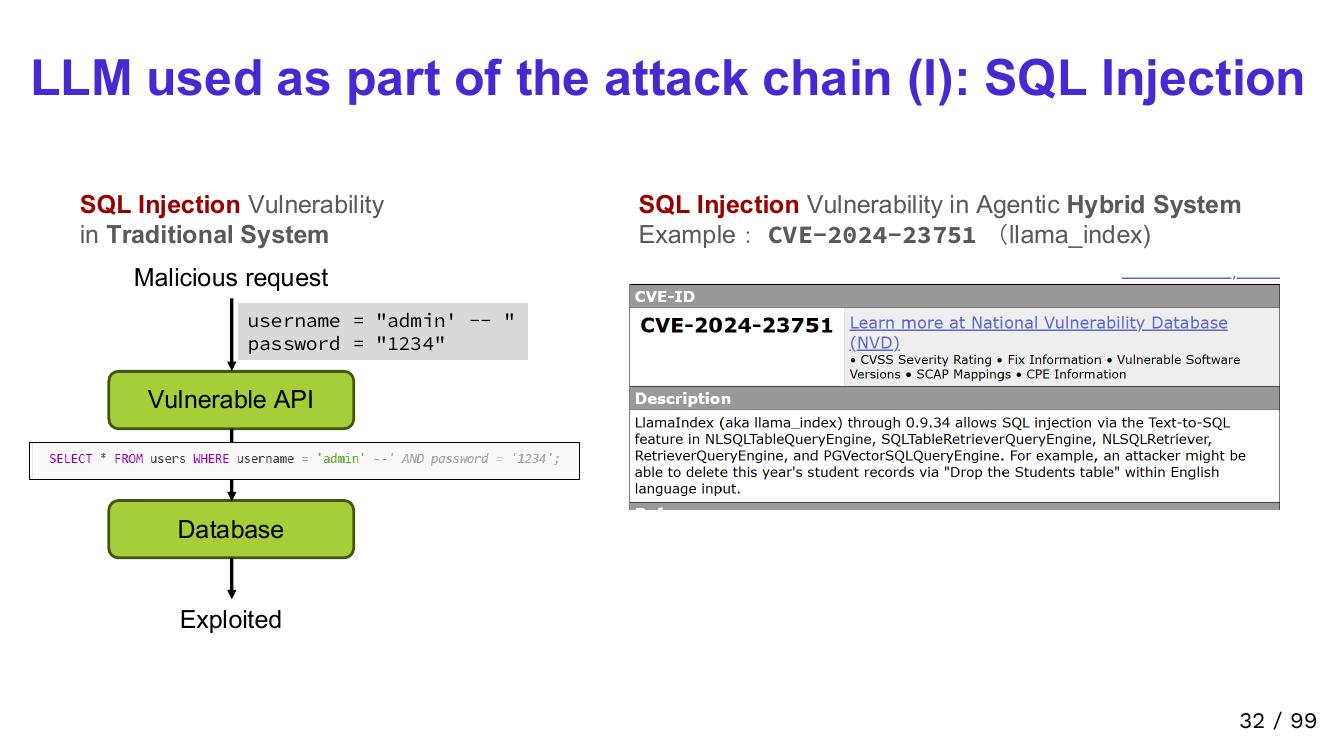 LLM used as part of the attack chain (I): SQL Injection
SQL Injection Vulnerability
in Traditional System
Malicious request
username = "admin' -- "
password = "1234"
Vulnerable API
SELECT * FROM users WHERE username = 'admin' --' AND password = '1234';
Database
Exploited
SQL Injection Vulnerability in Agentic Hybrid System
Example： CVE-2024-23751 （llama_index)
CVE-ID
CVE-2024-23751
Learn more at National Vulnerability Database
(NVD)
• CVSS Severity Rating • Fix Information • Vulnerable Software
Versions • SCAP Mappings • CPE Information
Description
LlamaIndex (aka llama_index) through 0.9.34 allows SQL injection via the Text-to-SQL
feature in NLSQLTableQueryEngine, SQLTableRetrieverQueryEngine, NLSQLRetriever,
RetrieverQueryEngine, and PGVectorSQLQueryEngine. For example, an attacker might be
able to delete this year's student records via "Drop the Students table" within English
language input.
32 / 99